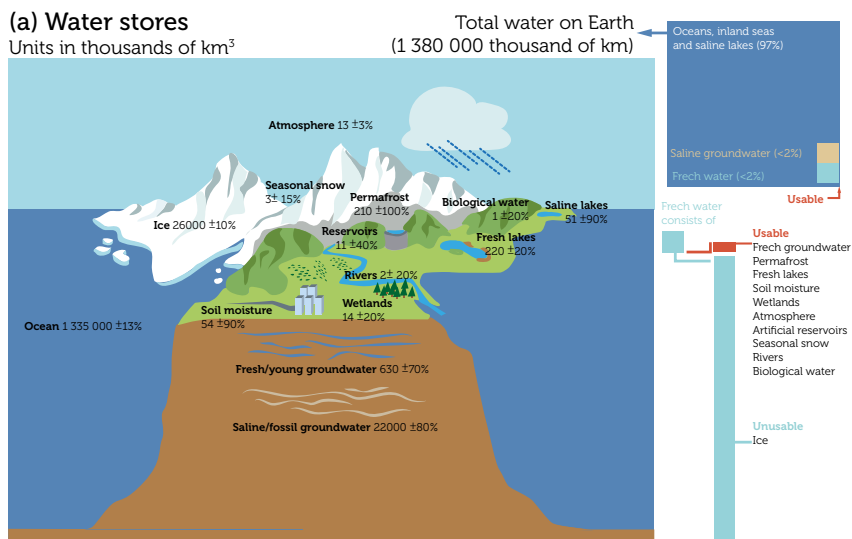 (a) Water stores
Units in thousands of km³
Total water on Earth
(1 380 000 thousand of km)
Oceans, inland seas
and saline lakes (97%)
Saline groundwater (<2%)
Frech water (<2%)
Usable
Atmosphere 13 ±3%
Seasonal snow
3± 15%
Permafrost
210 ±100%
Biological water
1 ±20%
Saline lakes
51 ±90%
Ice 26000 ±10%
Reservoirs
11 ±40%
Fresh lakes
220 ±20%
Rivers 2± 20%
Soil moisture
54 ±90%
Wetlands
14 ±20%
Ocean 1 335 000 ±13%
Fresh/young groundwater 630 ±70%
Saline/fossil groundwater 22000 ±80%
Frech water
consists of
Usable
Frech groundwater
Permafrost
Fresh lakes
Soil moisture
Wetlands
Atmosphere
Artificial reservoirs
Seasonal snow
Rivers
Biological water
Unusable
Ice